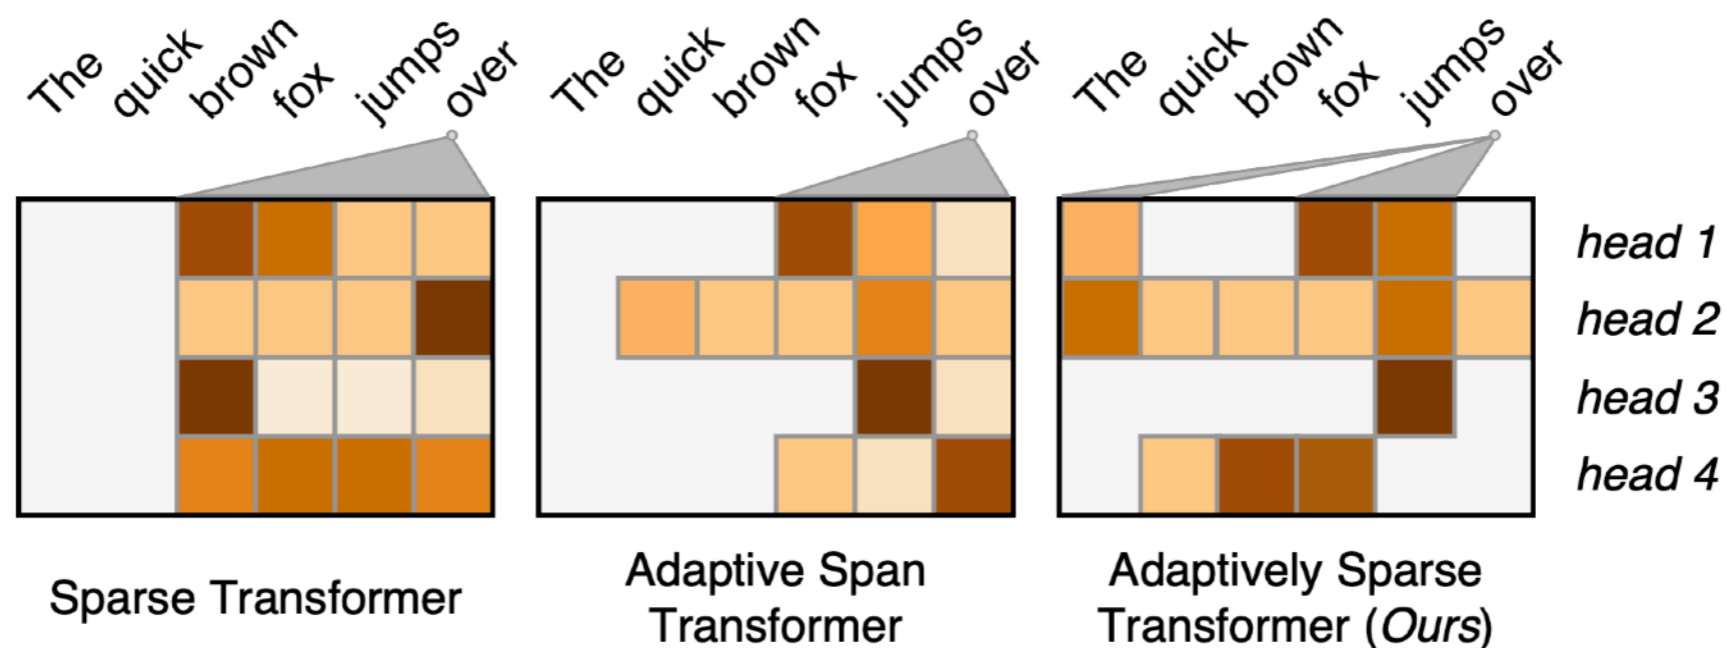 The quick brown fox jumps over
The quick brown fox jumps over
The quick brown fox jumps over
head 1
head 2
head 3
head 4
Sparse Transformer
Adaptive Span
Transformer
Adaptively Sparse
Transformer (Ours)